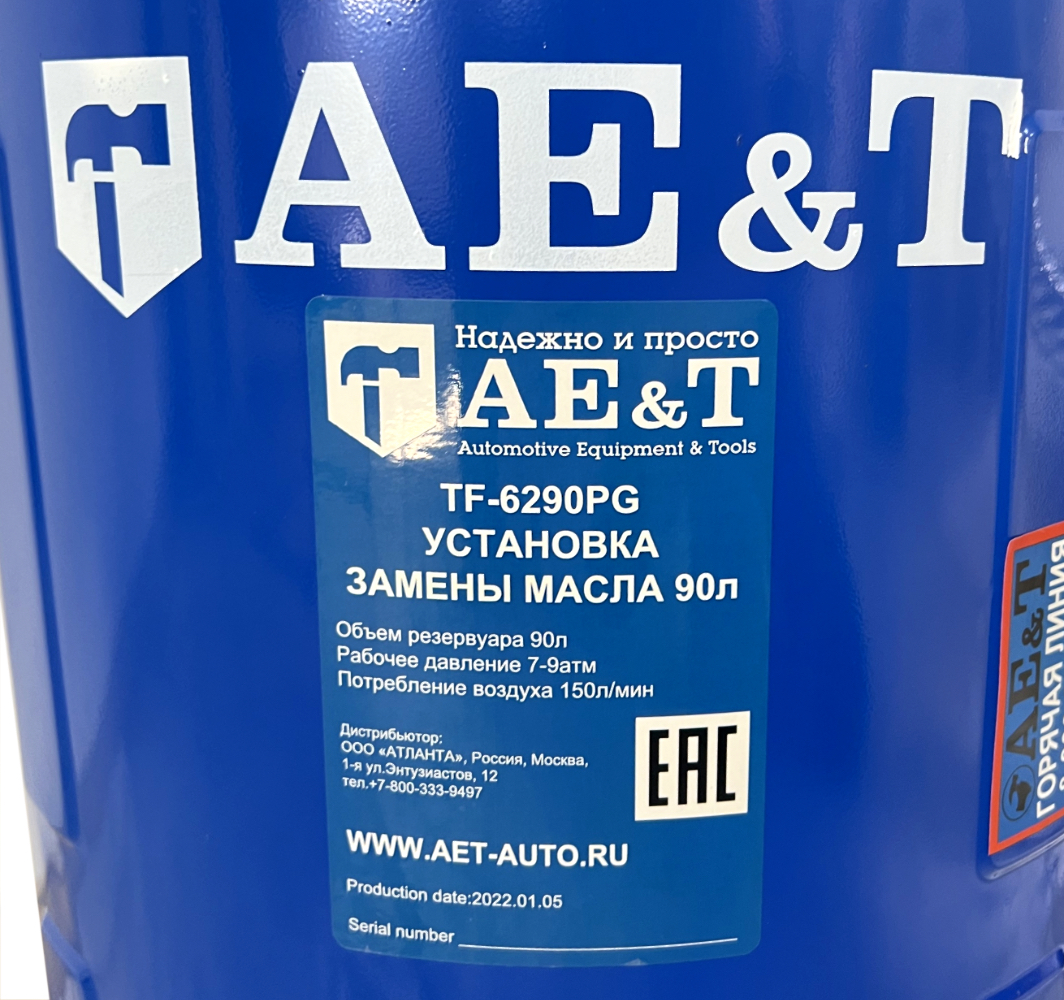 AE&T
Надежно и просто
AE&T
Automotive Equipment & Tools
TF-6290PG
УСТАНОВКА
ЗАМЕНЫ МАСЛА 90л
Объем резервуара 90л
Рабочее давление 7-9атм
Потребление воздуха 150л/мин
Дистрибьютор:
ООО «АТЛАНТА», Россия, Москва,
1-я ул.Энтузиастов, 12
тел.+7-800-333-9497
EAC
WWW.AET-AUTO.RU
Production date:2022.01.05
Serial number
AE&T
ГОРЯЧАЯ ЛИНИЯ